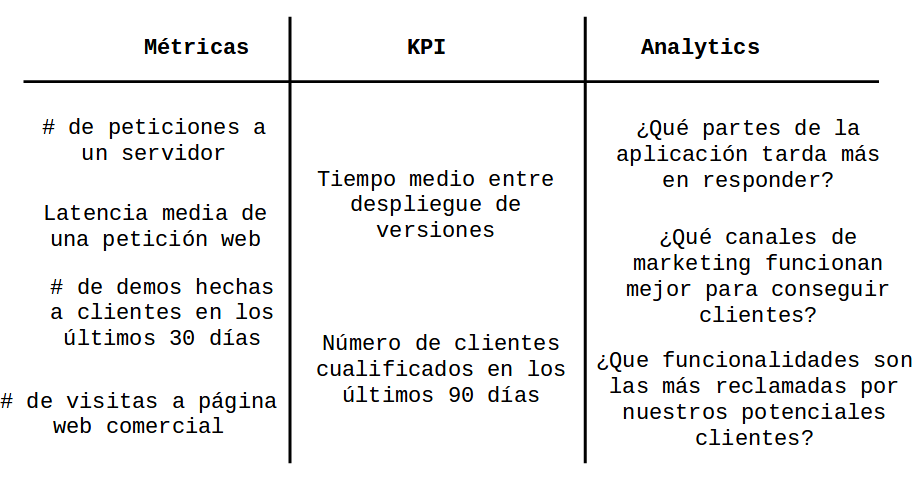 Métricas
KPI
Analytics
# de peticiones a
un servidor
Latencia media de
una petición web
# de demos hechas
a clientes en los
últimos 30 días
# de visitas a página
web comercial
Tiempo medio entre
despliegue de
versiones
Número de clientes
cualificados en los
últimos 90 días
¿Qué partes de la
aplicación tarda más
en responder?
¿Qué canales de
marketing funcionan
mejor para conseguir
clientes?
¿Que funcionalidades son
las más reclamadas por
nuestros potenciales
clientes?